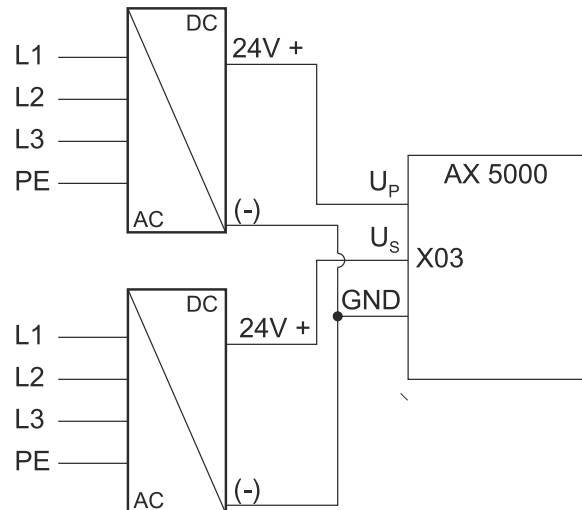 DC
24V +
L1
L2
L3
PE
AC
(-)
U_P
AX 5000
U_S
X03
GND
DC
24V +
L1
L2
L3
PE
AC
(-)